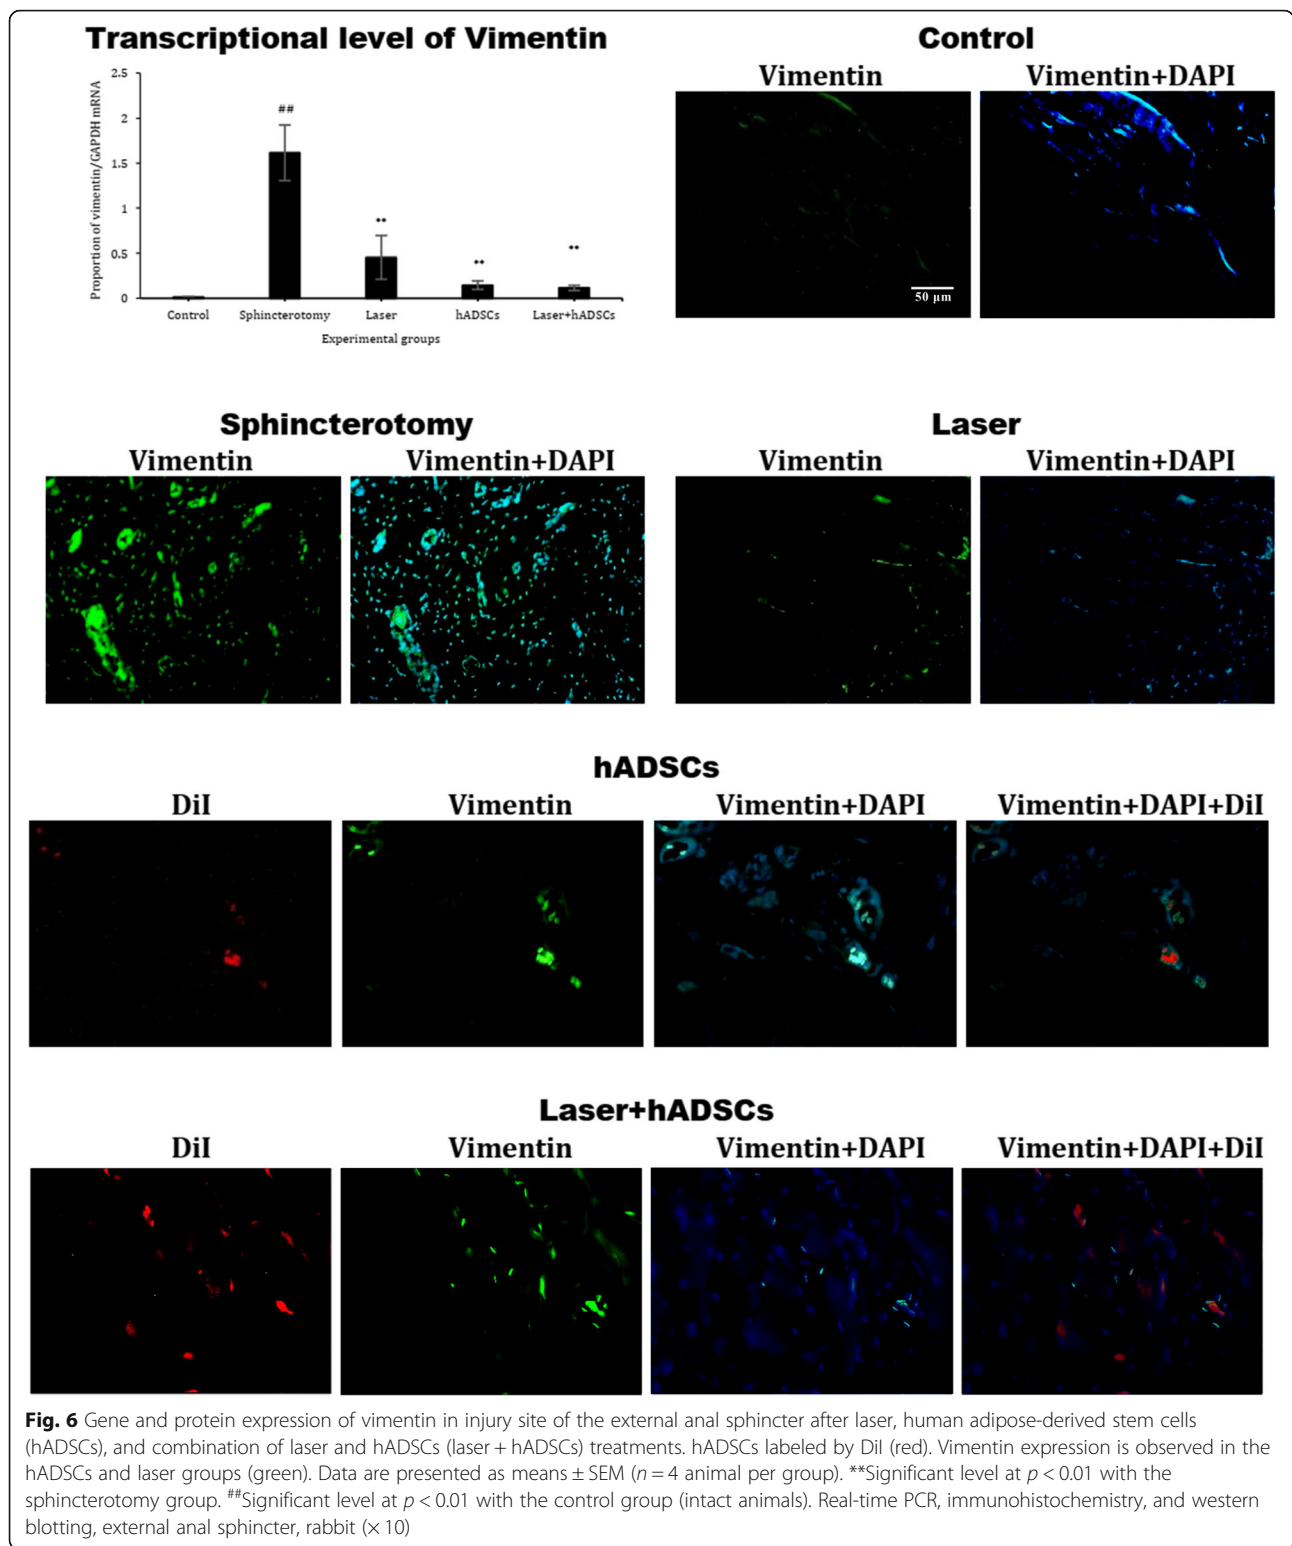 Transcriptional level of Vimentin
Proportion of vimentin/GAPDH mRNA
2.5
2
1.5
1
0.5
0
##
**
**
**
Control Sphincterotomy Laser hADSCs Laser+hADSCs
Experimental groups
Control
Vimentin Vimentin+DAPI
50 µm
Sphincterotomy
Vimentin Vimentin+DAPI
Laser
Vimentin Vimentin+DAPI
hADSCs
DiI Vimentin Vimentin+DAPI Vimentin+DAPI+DiI
Laser+hADSCs
DiI Vimentin Vimentin+DAPI Vimentin+DAPI+DiI
Fig. 6 Gene and protein expression of vimentin in injury site of the external anal sphincter after laser, human adipose-derived stem cells
(hADSCs), and combination of laser and hADSCs (laser + hADSCs) treatments. hADSCs labeled by DiI (red). Vimentin expression is observed in the
hADSCs and laser groups (green). Data are presented as means ± SEM (n = 4 animal per group). **Significant level at p < 0.01 with the
sphincterotomy group. ##Significant level at p < 0.01 with the control group (intact animals). Real-time PCR, immunohistochemistry, and western
blotting, external anal sphincter, rabbit (× 10)